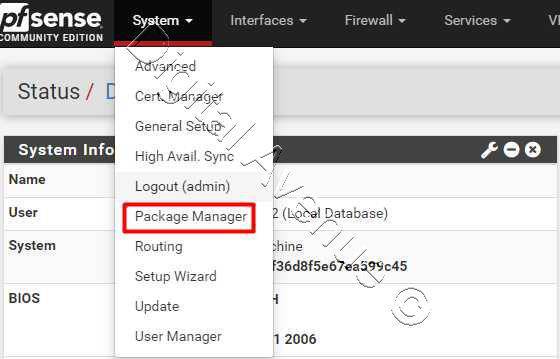 pfsense
COMMUNITY EDITION
System
Interfaces
Firewall
Services
Status /
Advanced
Cert. Manager
General Setup
High Avail. Sync
Logout (admin)
Package Manager
Routing
Setup Wizard
Update
User Manager
System Info
Name
User
2 (Local Database)
System
chine
f36d8f5e67ea599c45
BIOS
1 2006
Digital Avenue ©